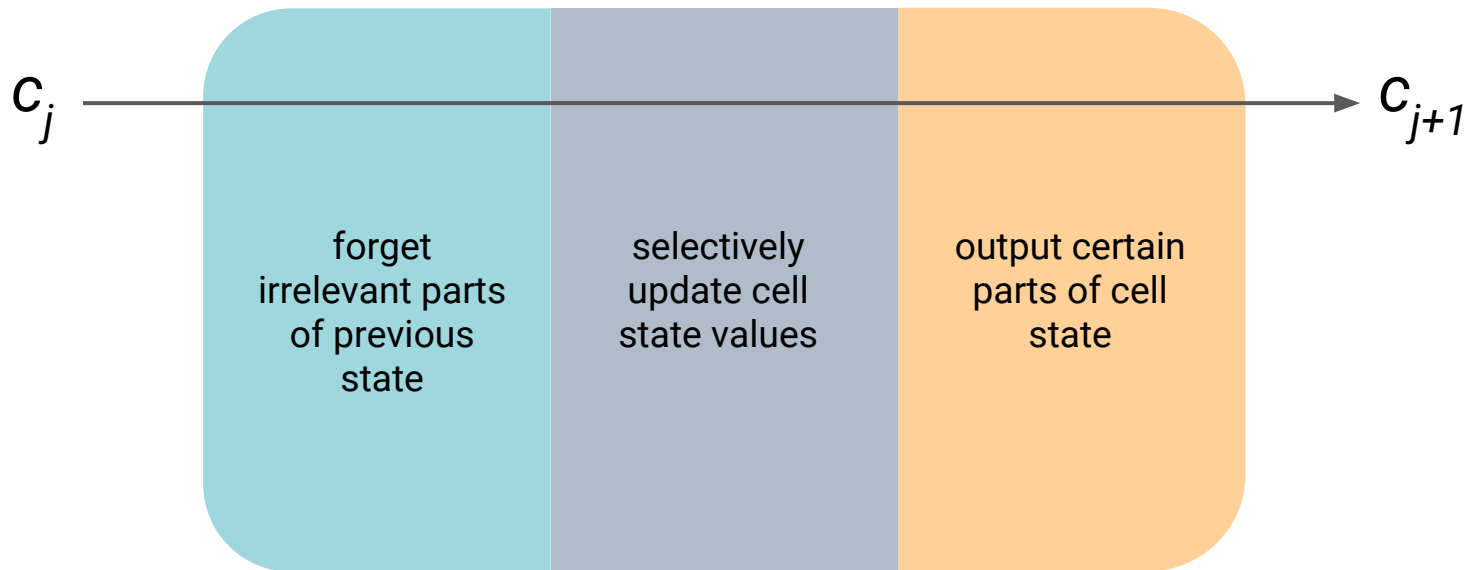 c_j
c_{j+1}
forget
irrelevant parts
of previous
state
selectively
update cell
state values
output certain
parts of cell
state